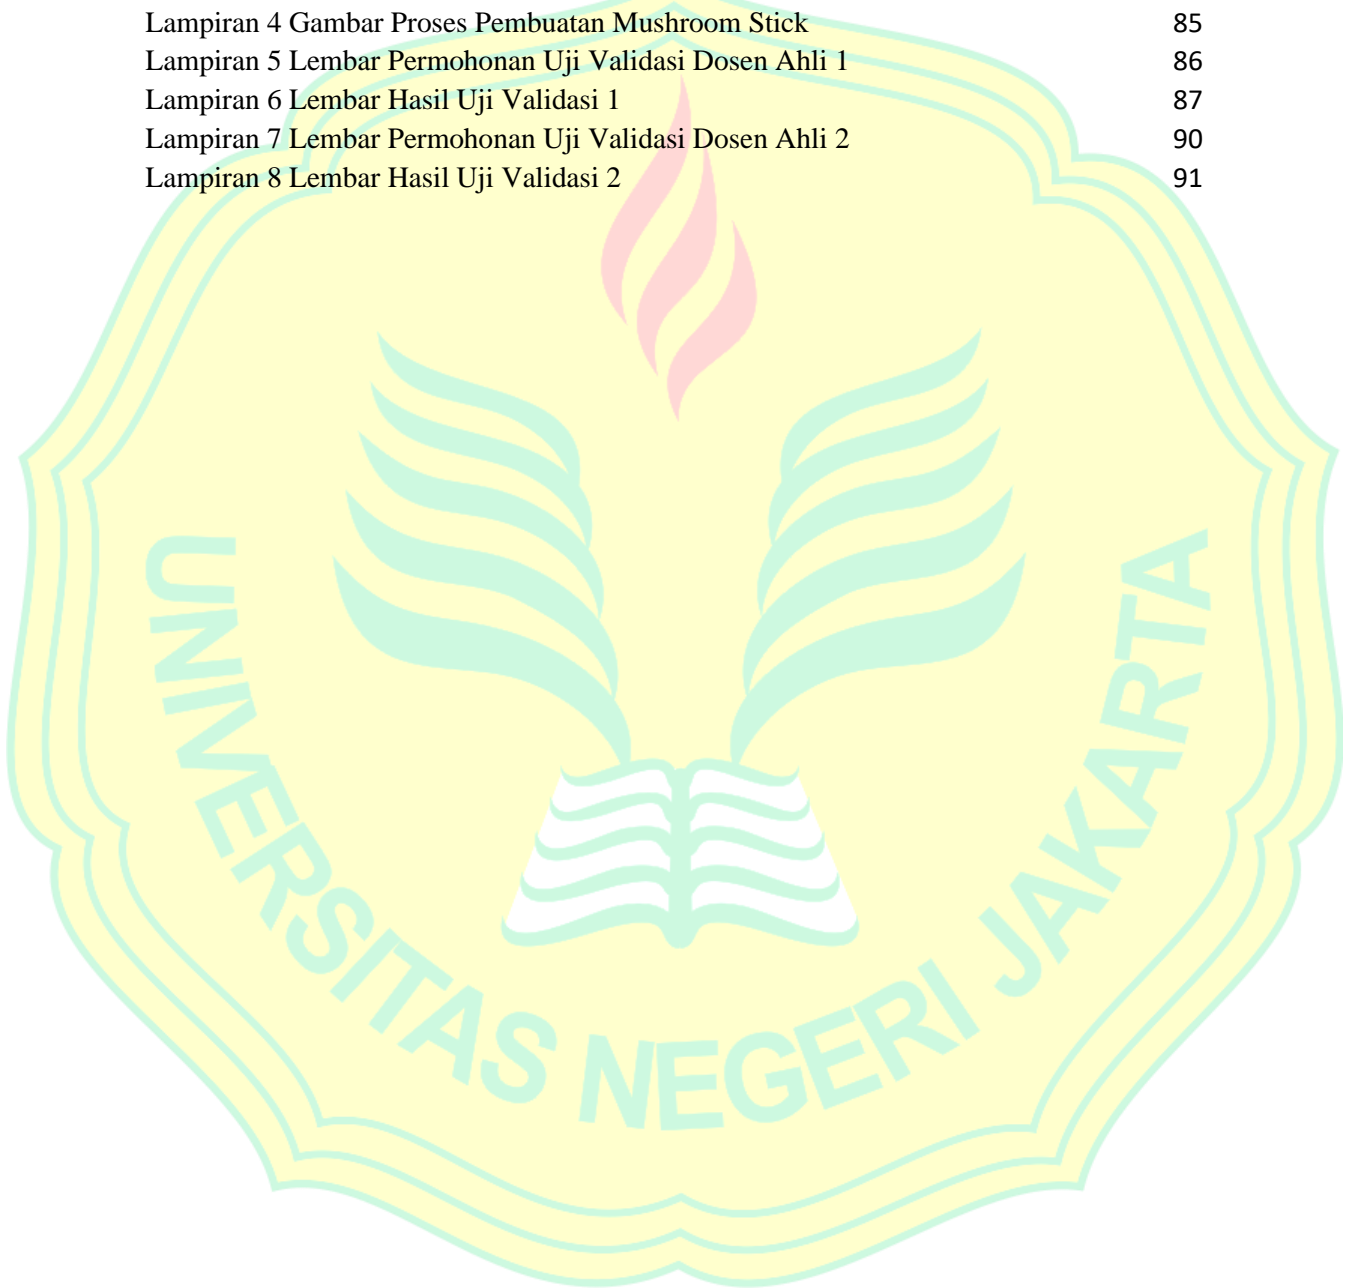 Lampiran 4 Gambar Proses Pembuatan Mushroom Stick 85
Lampiran 5 Lembar Permohonan Uji Validasi Dosen Ahli 1 86
Lampiran 6 Lembar Hasil Uji Validasi 1 87
Lampiran 7 Lembar Permohonan Uji Validasi Dosen Ahli 2 90
Lampiran 8 Lembar Hasil Uji Validasi 2 91
UNIVERSITAS NEGERI JAKARTA